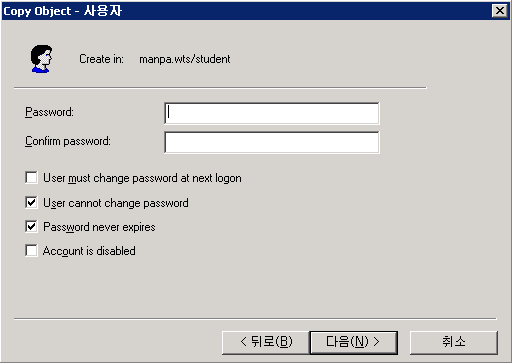 Copy Object - 사용자
Create in: manpa.wts/student
Password:
Confirm password:
User must change password at next logon
User cannot change password
Password never expires
Account is disabled
< 뒤로(B) 다음(N) > 취소